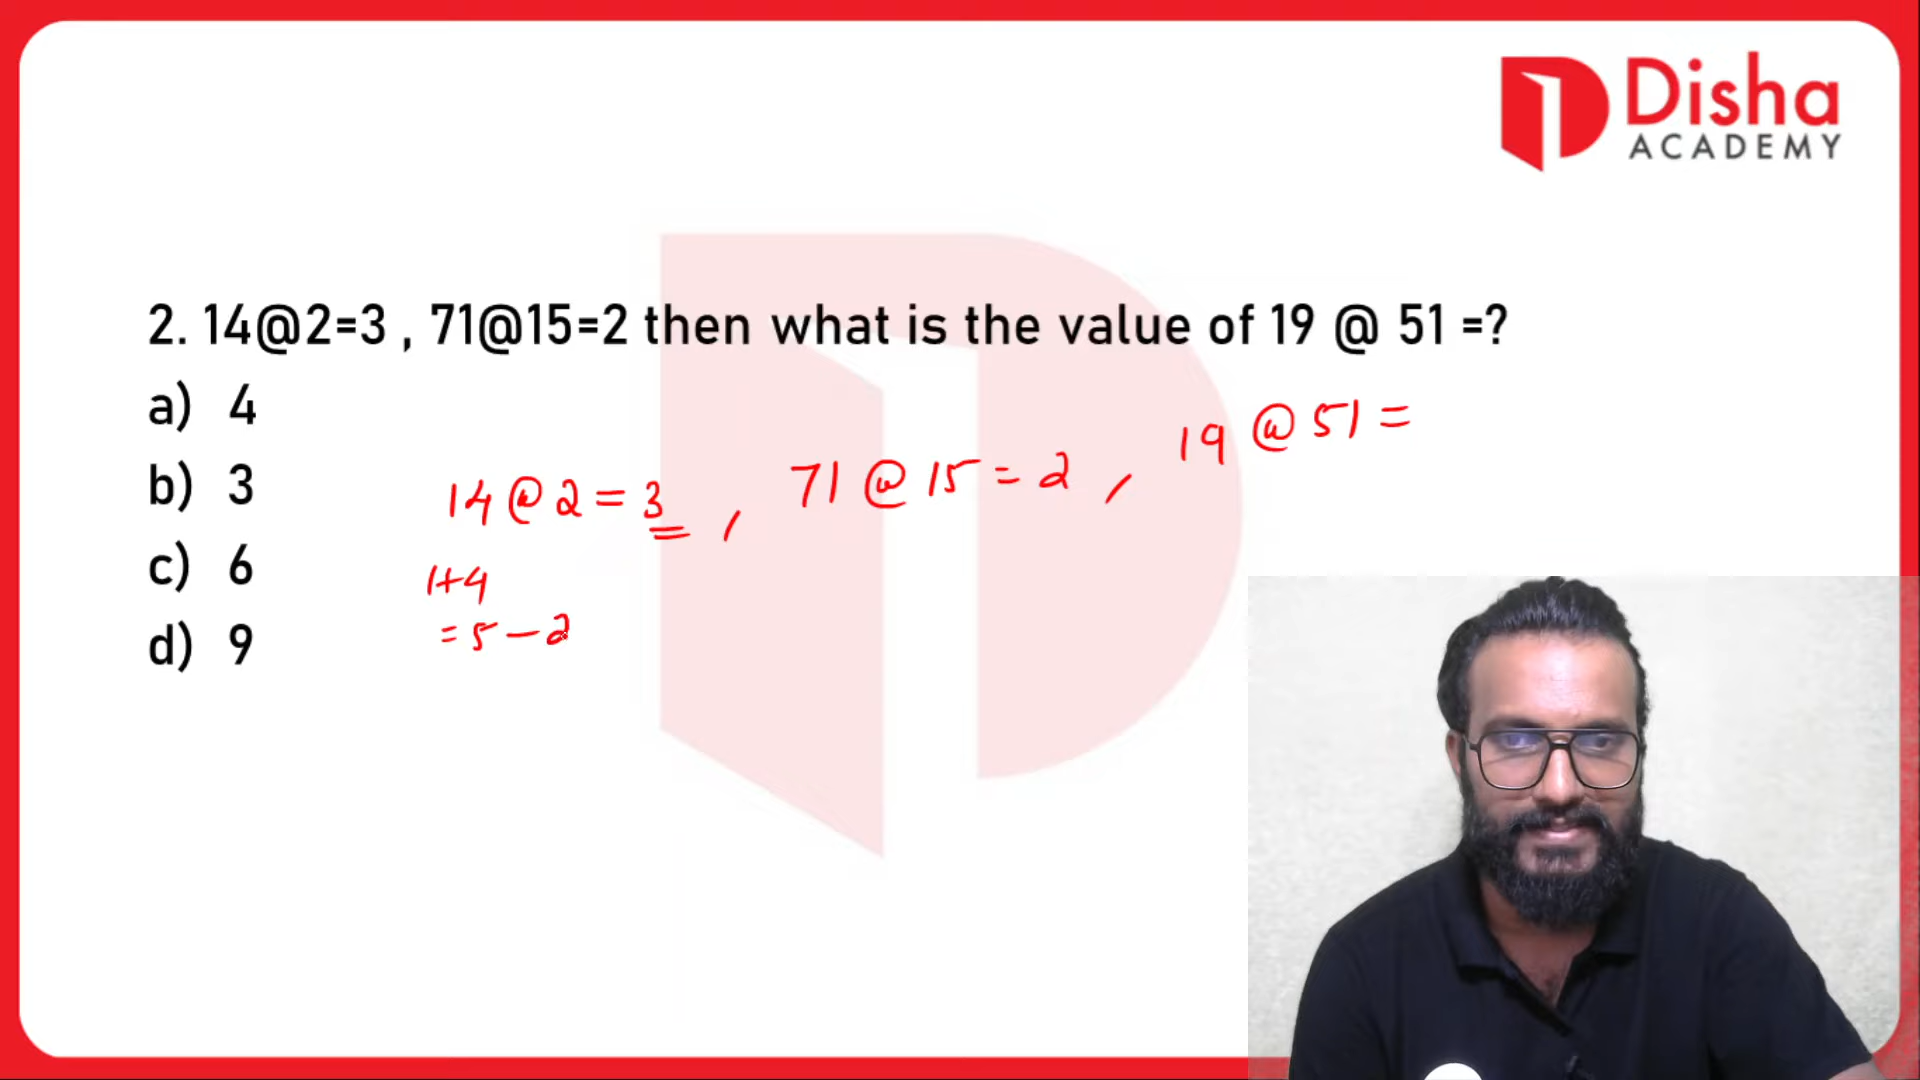 Disha
ACADEMY
2. 14@2=3 , 71@15=2 then what is the value of 19 @ 51 =?
a) 4
b) 3
c) 6
d) 9
14 @ 2 = 3 , 71 @ 15 = 2 , 19 @ 51 =
1+4
= 5 - 2